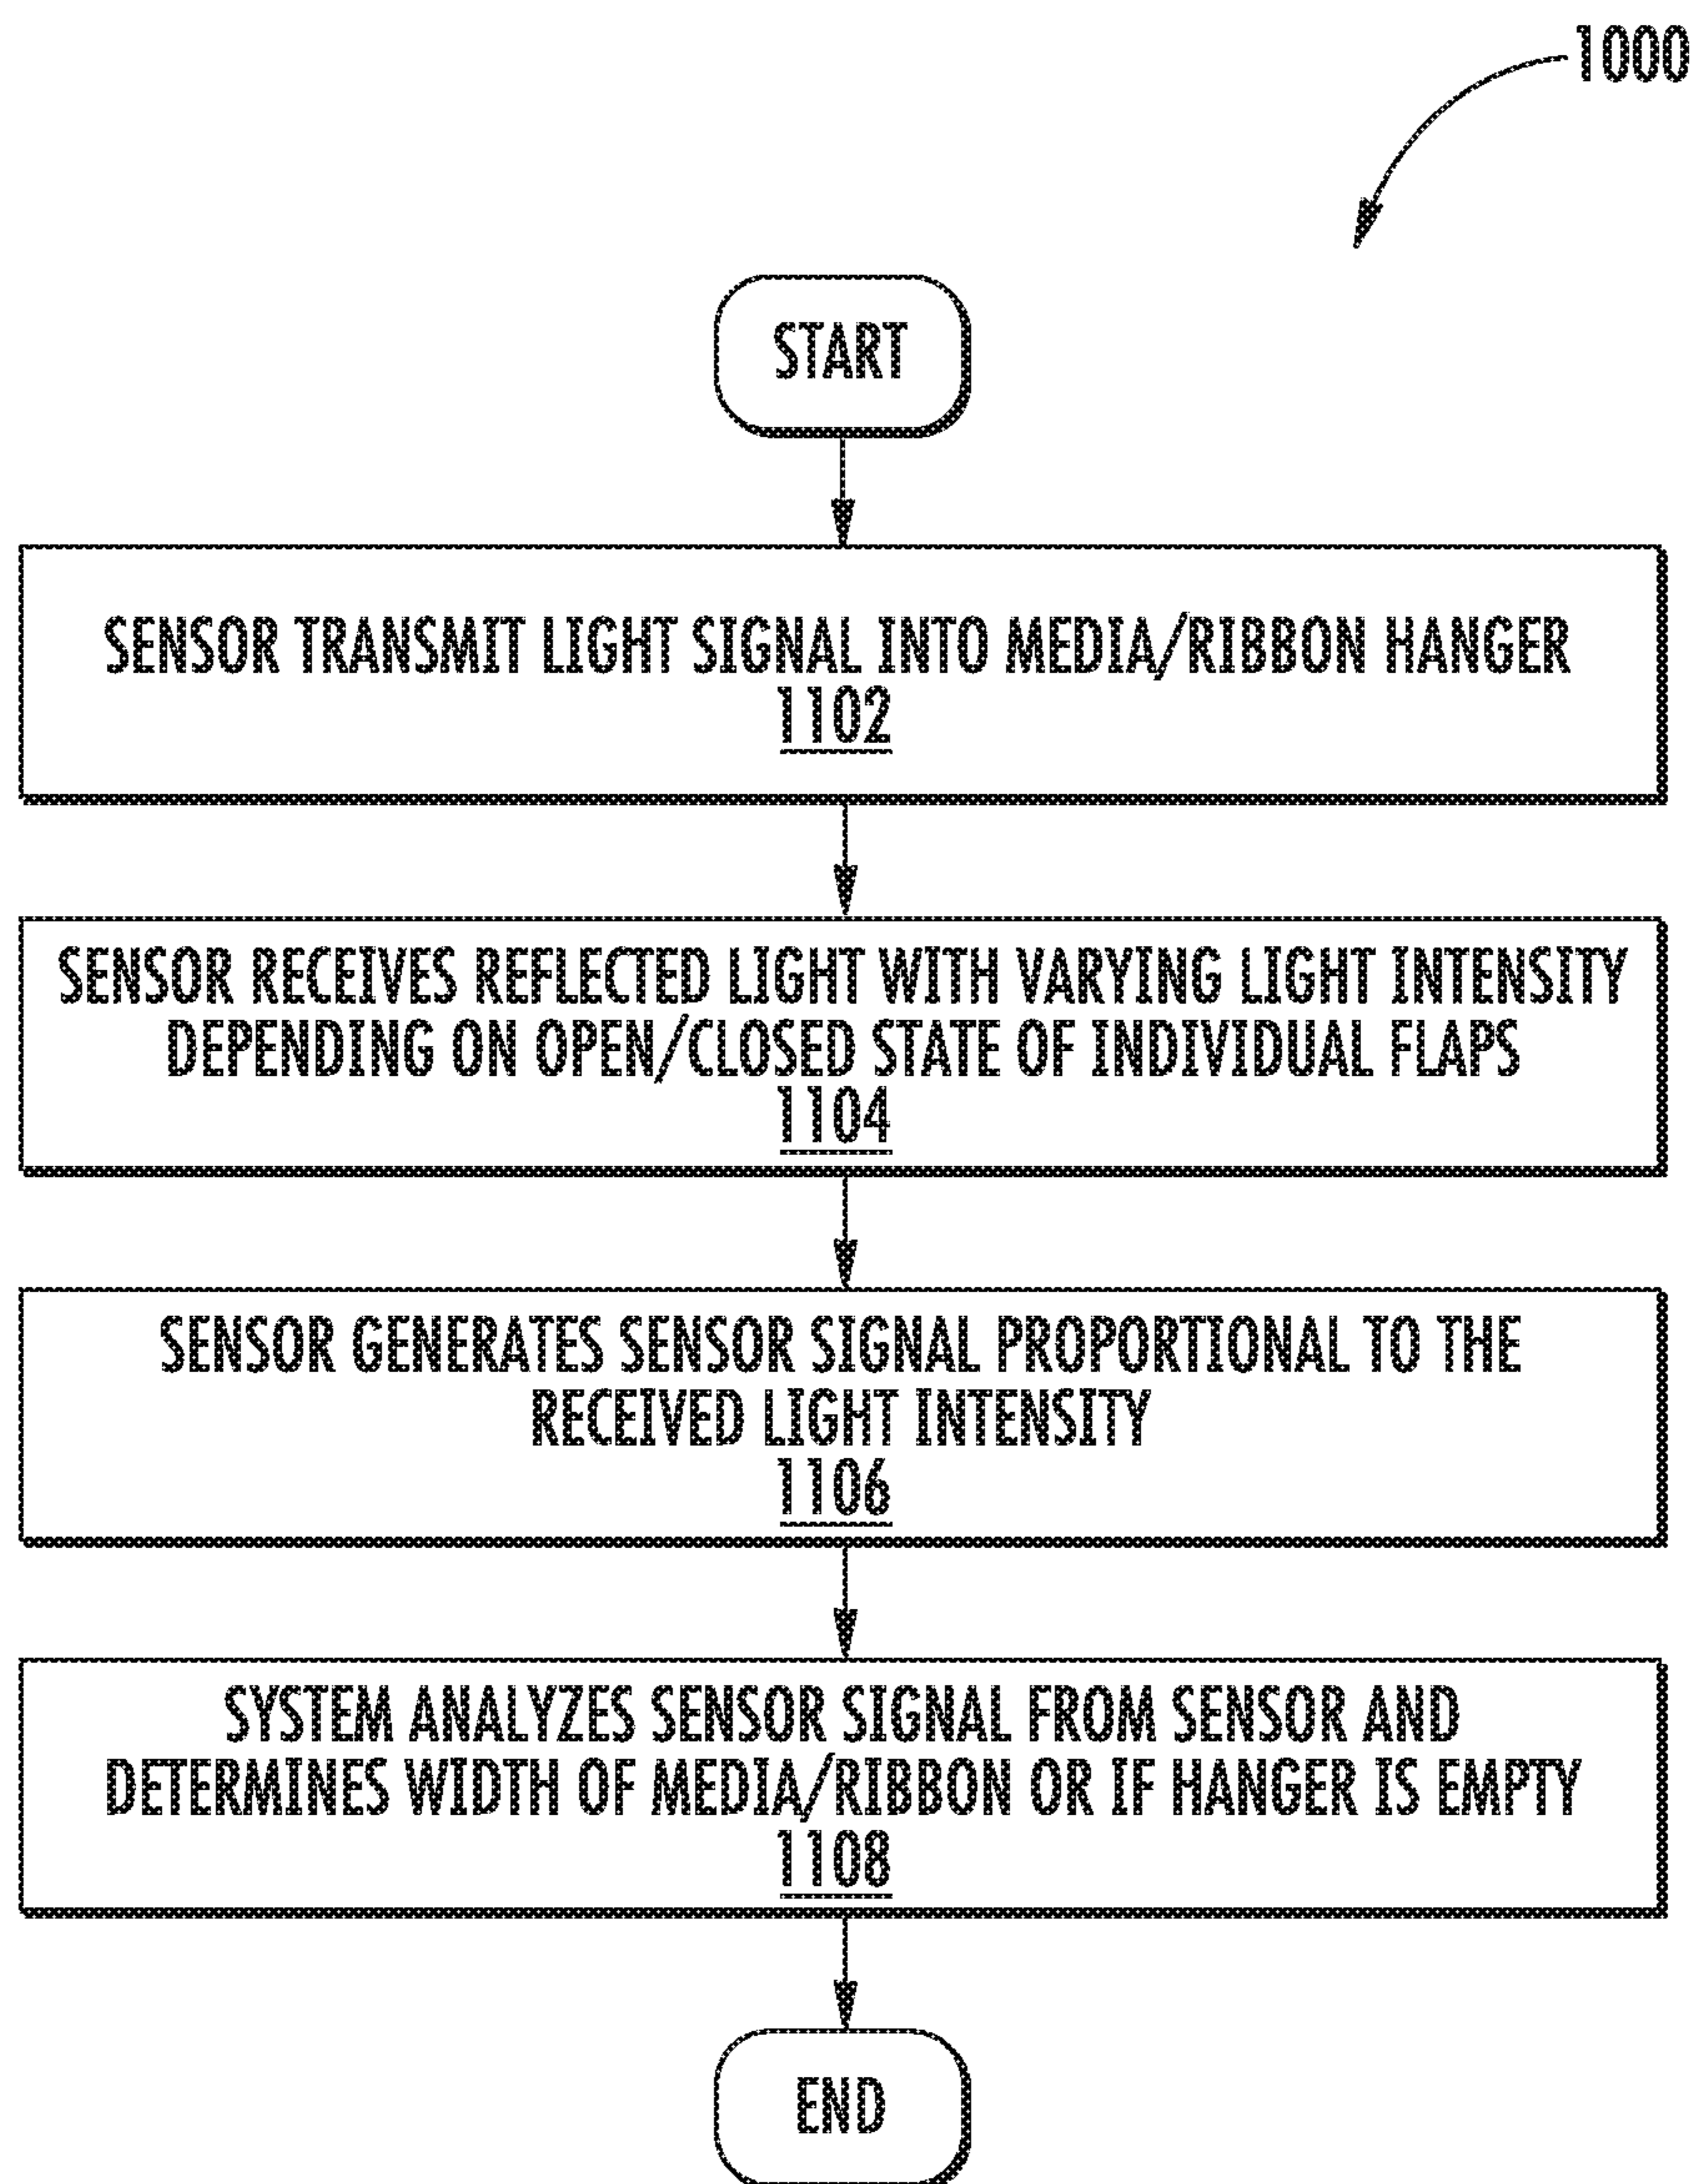 1000
START
SENSOR TRANSMIT LIGHT SIGNAL INTO MEDIA/RIBBON HANGER
1102
SENSOR RECEIVES REFLECTED LIGHT WITH VARYING LIGHT INTENSITY
DEPENDING ON OPEN/CLOSED STATE OF INDIVIDUAL FLAPS
1104
SENSOR GENERATES SENSOR SIGNAL PROPORTIONAL TO THE
RECEIVED LIGHT INTENSITY
1106
SYSTEM ANALYZES SENSOR SIGNAL FROM SENSOR AND
DETERMINES WIDTH OF MEDIA/RIBBON OR IF HANGER IS EMPTY
1108
END